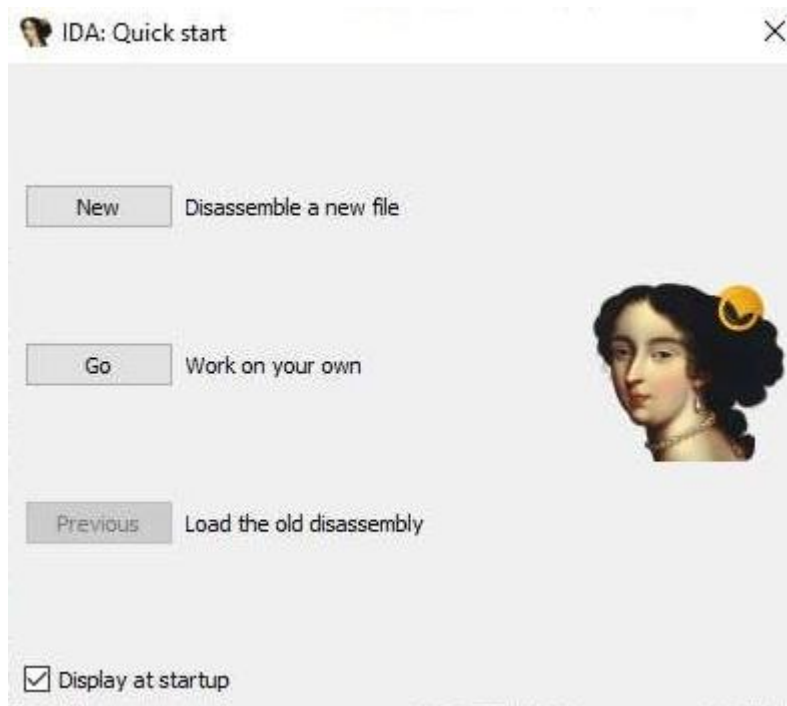 IDA: Quick start
New Disassemble a new file
Go Work on your own
Previous Load the old disassembly
Display at startup